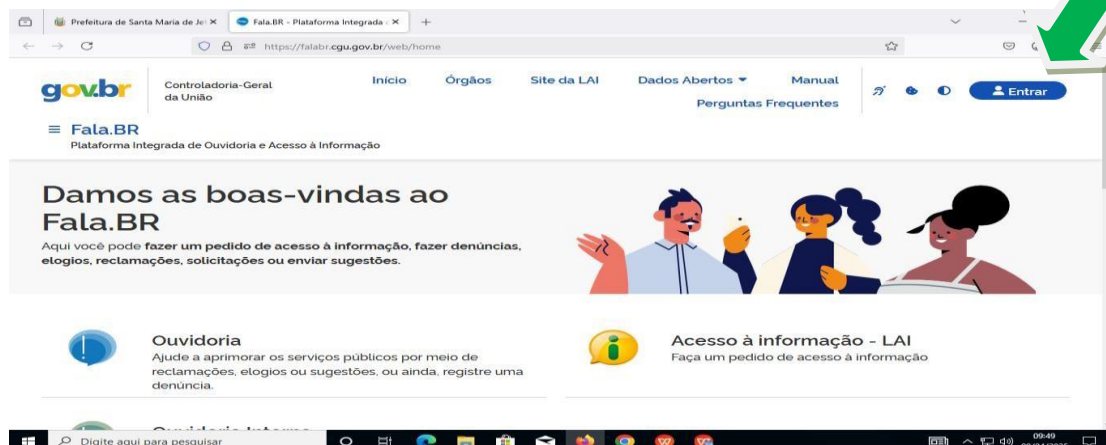 Prefeitura de Santa Maria de Je
Fala.BR - Plataforma Integrada
https://falabr.cgu.gov.br/web/home
gov.br
Controladoria-Geral
da União
Início
Órgãos
Site da LAI
Dados Abertos
Manual
Perguntas Frequentes
Entrar
Fala.BR
Plataforma Integrada de Ouvidoria e Acesso à Informação
Damos as boas-vindas ao
Fala.BR
Aqui você pode fazer um pedido de acesso à informação, fazer denúncias,
elogios, reclamações, solicitações ou enviar sugestões.
Ouvidoria
Ajude a aprimorar os serviços públicos por meio de
reclamações, elogios ou sugestões, ou ainda, registre uma
denúncia.
Acesso à informação - LAI
Faça um pedido de acesso à informação
Ouvidoria Interna
Digite aqui para pesquisar
09:49